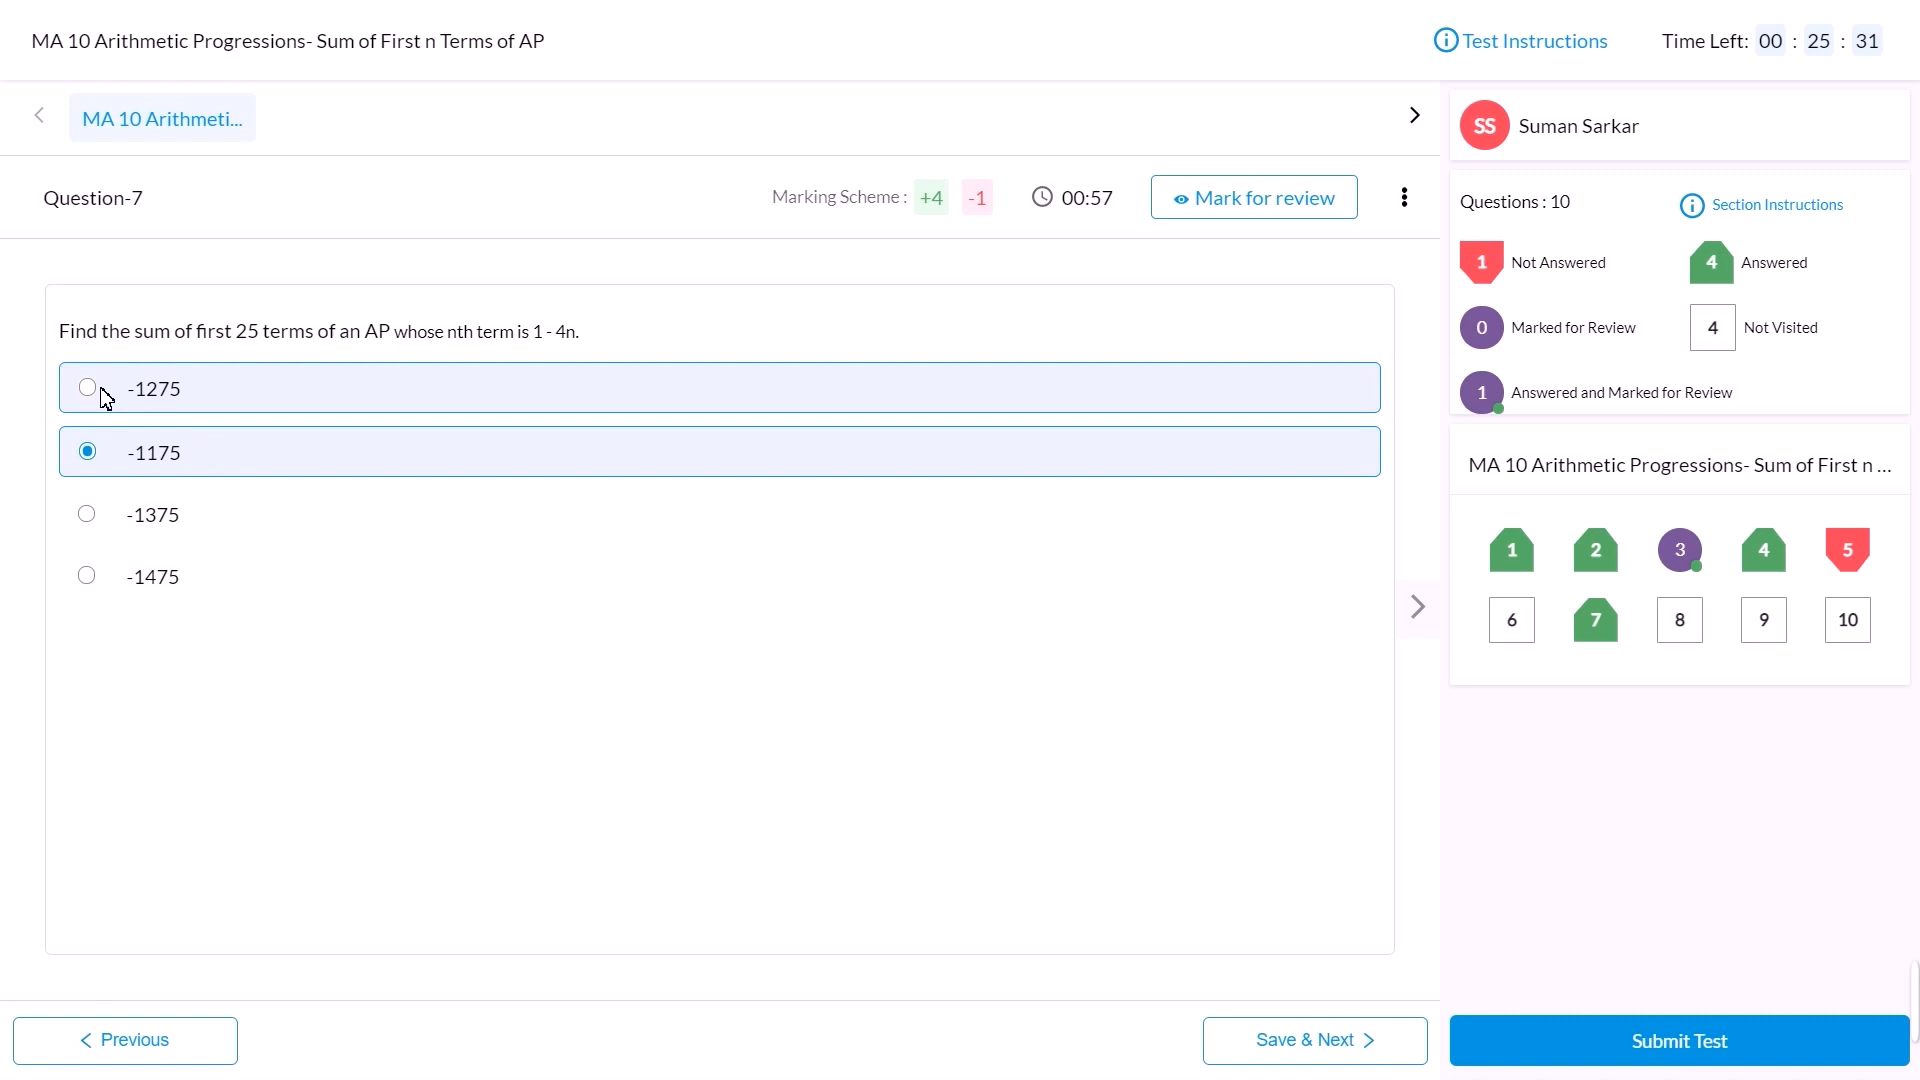 MA 10 Arithmetic Progressions- Sum of First n Terms of AP
Test Instructions
Time Left: 00 : 25 : 31
MA 10 Arithmeti...
SS
Suman Sarkar
Question-7
Marking Scheme : +4 -1
00:57
Mark for review
Questions : 10
Section Instructions
1 Not Answered
4 Answered
0 Marked for Review
4 Not Visited
1 Answered and Marked for Review
Find the sum of first 25 terms of an AP whose nth term is 1 - 4n.
-1275
-1175
-1375
-1475
MA 10 Arithmetic Progressions- Sum of First n ...
1 2 3 4 5
6 7 8 9 10
Previous
Save & Next
Submit Test